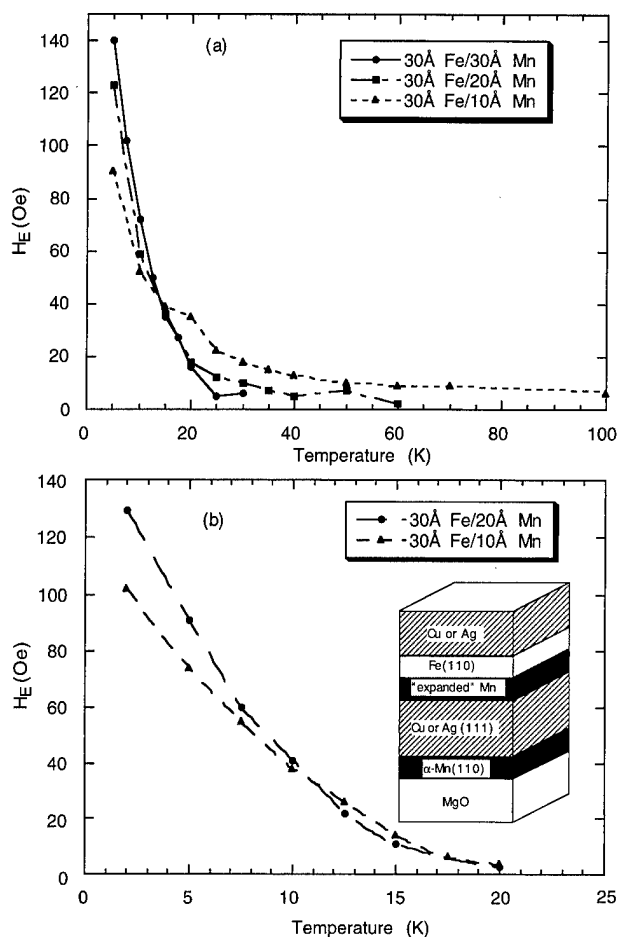 (a)
30Å Fe/30Å Mn
30Å Fe/20Å Mn
30Å Fe/10Å Mn
140
120
100
80
60
40
20
0
H_E (Oe)
0 20 40 60 80 100
Temperature (K)
(b)
-30Å Fe/20Å Mn
-30Å Fe/10Å Mn
140
120
100
80
60
40
20
0
H_E (Oe)
Cu or Ag
Fe(110)
"expanded" Mn
Cu or Ag (111)
α-Mn(110)
MgO
0 5 10 15 20 25
Temperature (K)